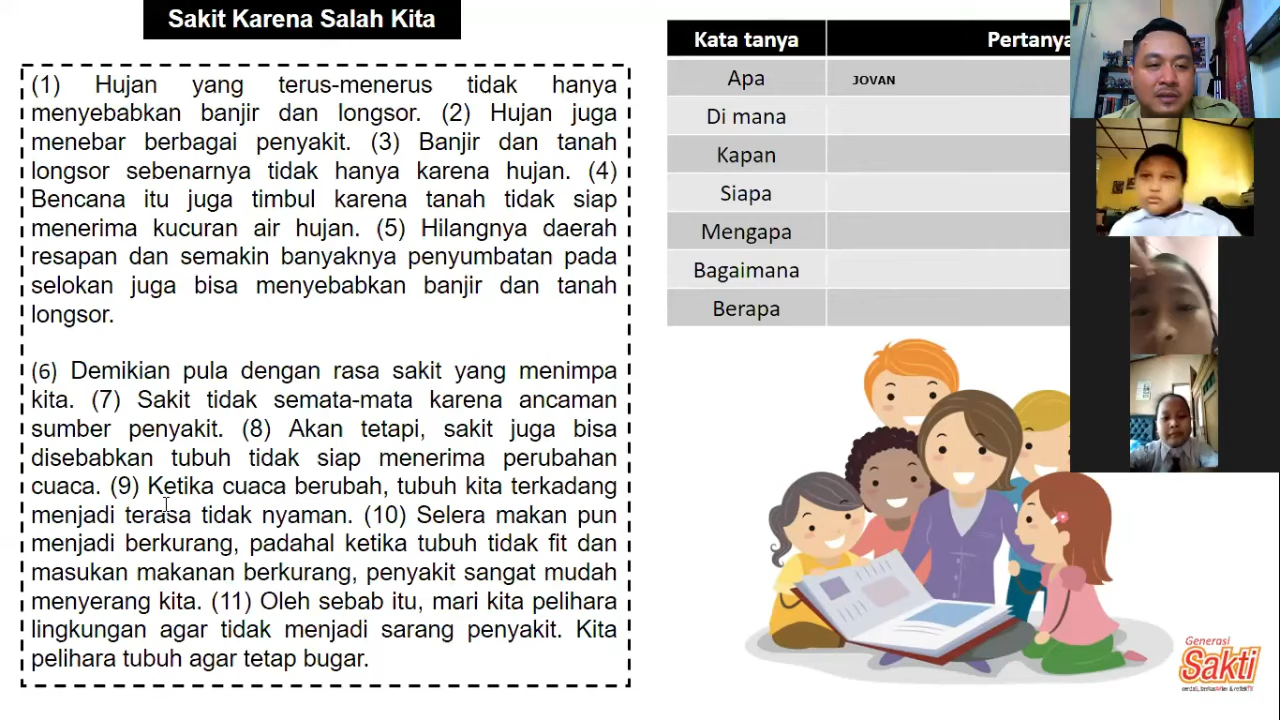 Sakit Karena Salah Kita
(1) Hujan yang terus-menerus tidak hanya
menyebabkan banjir dan longsor. (2) Hujan juga
menebar berbagai penyakit. (3) Banjir dan tanah
longsor sebenarnya tidak hanya karena hujan. (4)
Bencana itu juga timbul karena tanah tidak siap
menerima kucuran air hujan. (5) Hilangnya daerah
resapan dan semakin banyaknya penyumbatan pada
selokan juga bisa menyebabkan banjir dan tanah
longsor.
(6) Demikian pula dengan rasa sakit yang menimpa
kita. (7) Sakit tidak semata-mata karena ancaman
sumber penyakit. (8) Akan tetapi, sakit juga bisa
disebabkan tubuh tidak siap menerima perubahan
cuaca. (9) Ketika cuaca berubah, tubuh kita terkadang
menjadi terasa tidak nyaman. (10) Selera makan pun
menjadi berkurang, padahal ketika tubuh tidak fit dan
masukan makanan berkurang, penyakit sangat mudah
menyerang kita. (11) Oleh sebab itu, mari kita pelihara
lingkungan agar tidak menjadi sarang penyakit. Kita
pelihara tubuh agar tetap bugar.
Kata tanya Pertanya
Apa JOVAN
Di mana
Kapan
Siapa
Mengapa
Bagaimana
Berapa
Generasi
Sakti